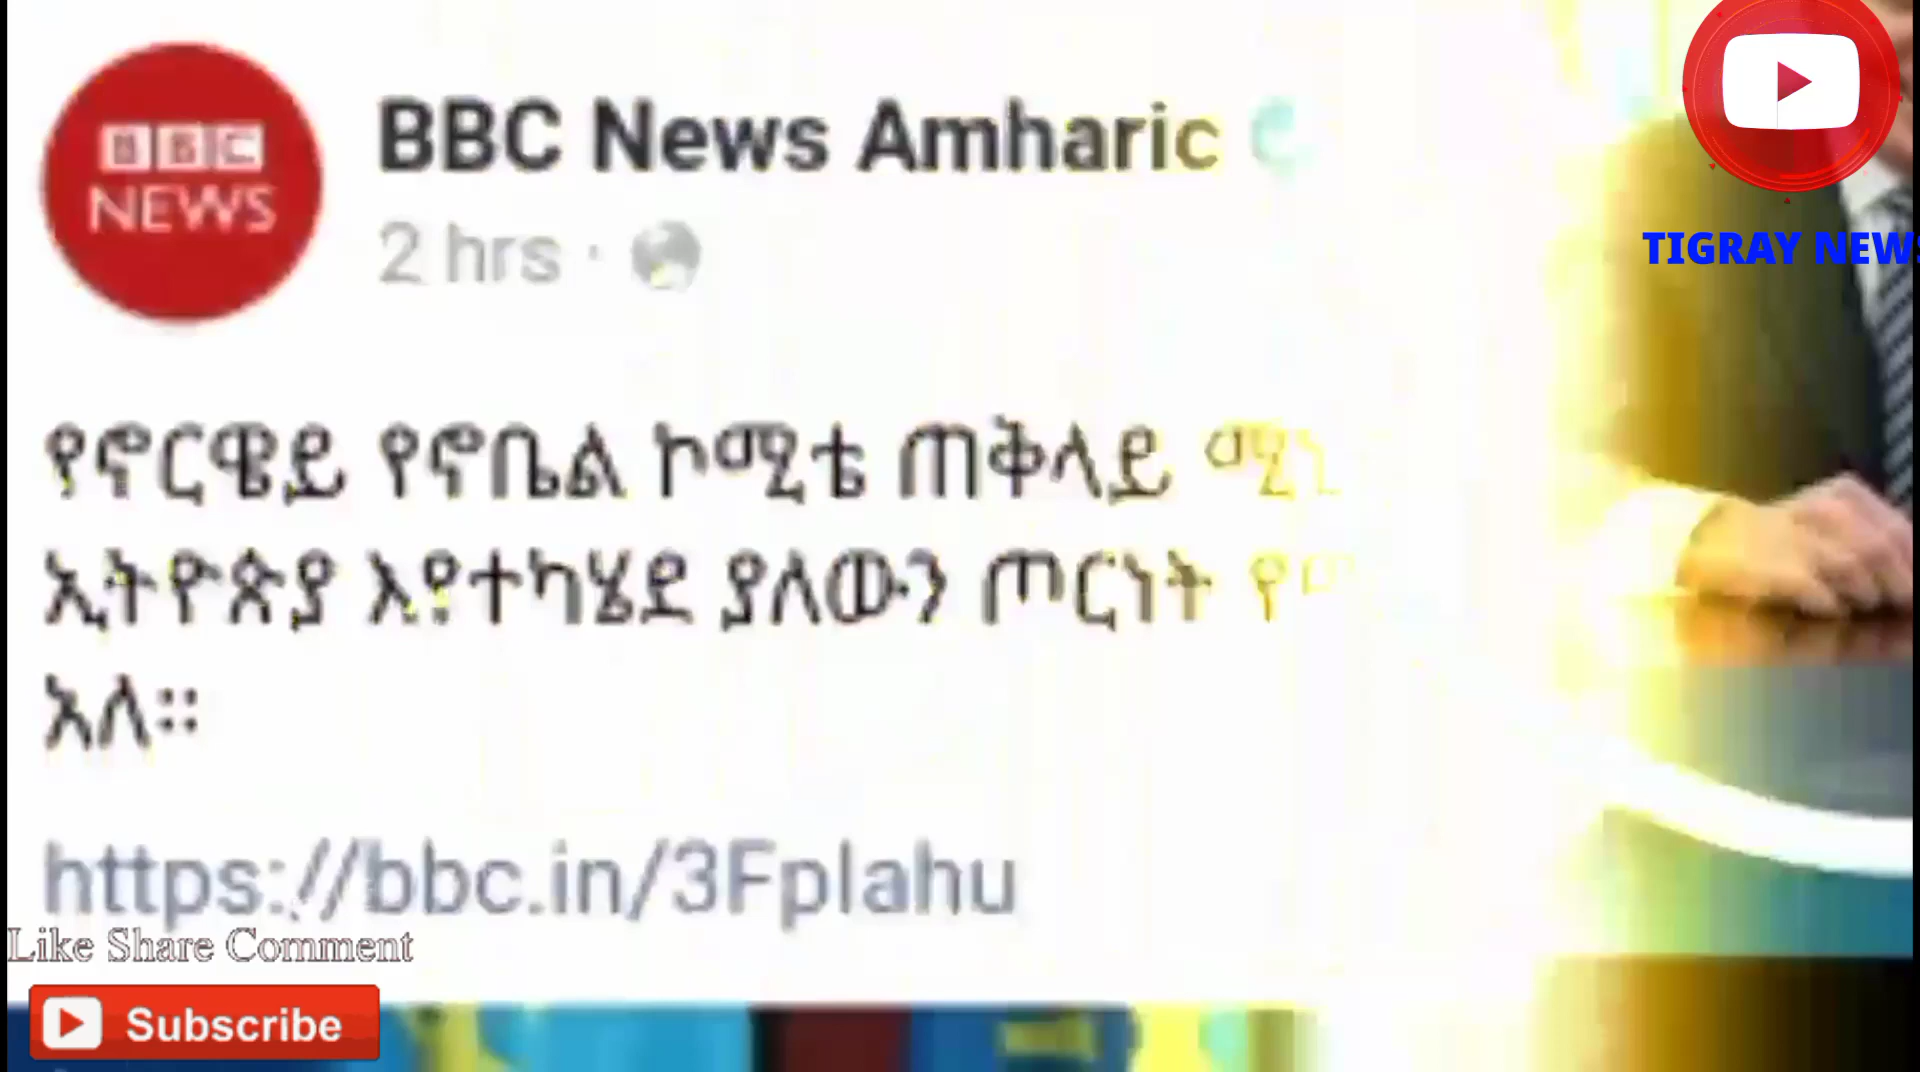 BBC
NEWS
BBC News Amharic
2 hrs ·
TIGRAY NEWS
የኖርዌይ የኖቤል ኮሚቴ ጠቅላይ
ኢትዮጵያ እየተካሄደ ያለውን ጦርነት
አለ።
https://bbc.in/3Fplahu
Like Share Comment
Subscribe